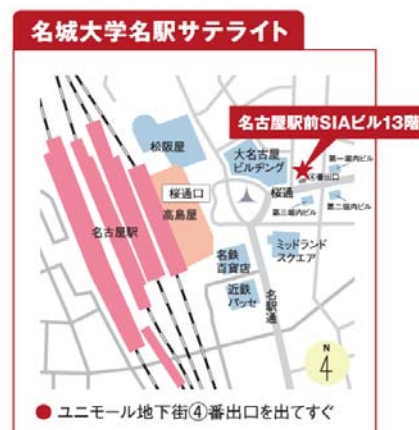 名城大学名駅サテライト
名古屋駅前SIAビル13階
松阪屋
大名古屋
ビルヂング
第一堀内ビル
④番出口
桜通口
桜通
高島屋
第三堀内ビル
第二堀内ビル
名古屋駅
名鉄
百貨店
ミッドランド
スクエア
近鉄
パッセ
名駅通
N
● ユニモール地下街④番出口を出てすぐ